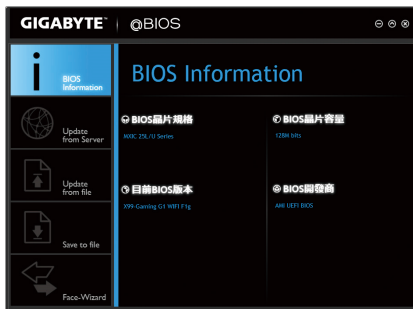 GIGABYTE™ @BIOS
BIOS Information
BIOS
Information
Update
from Server
Update
from file
Save to file
Face-Wizard
BIOS晶片規格
MXIC 25L/U Series
BIOS晶片容量
128M bits
目前BIOS版本
X99-Gaming G1 WIFI F1g
BIOS開發商
AMI UEFI BIOS